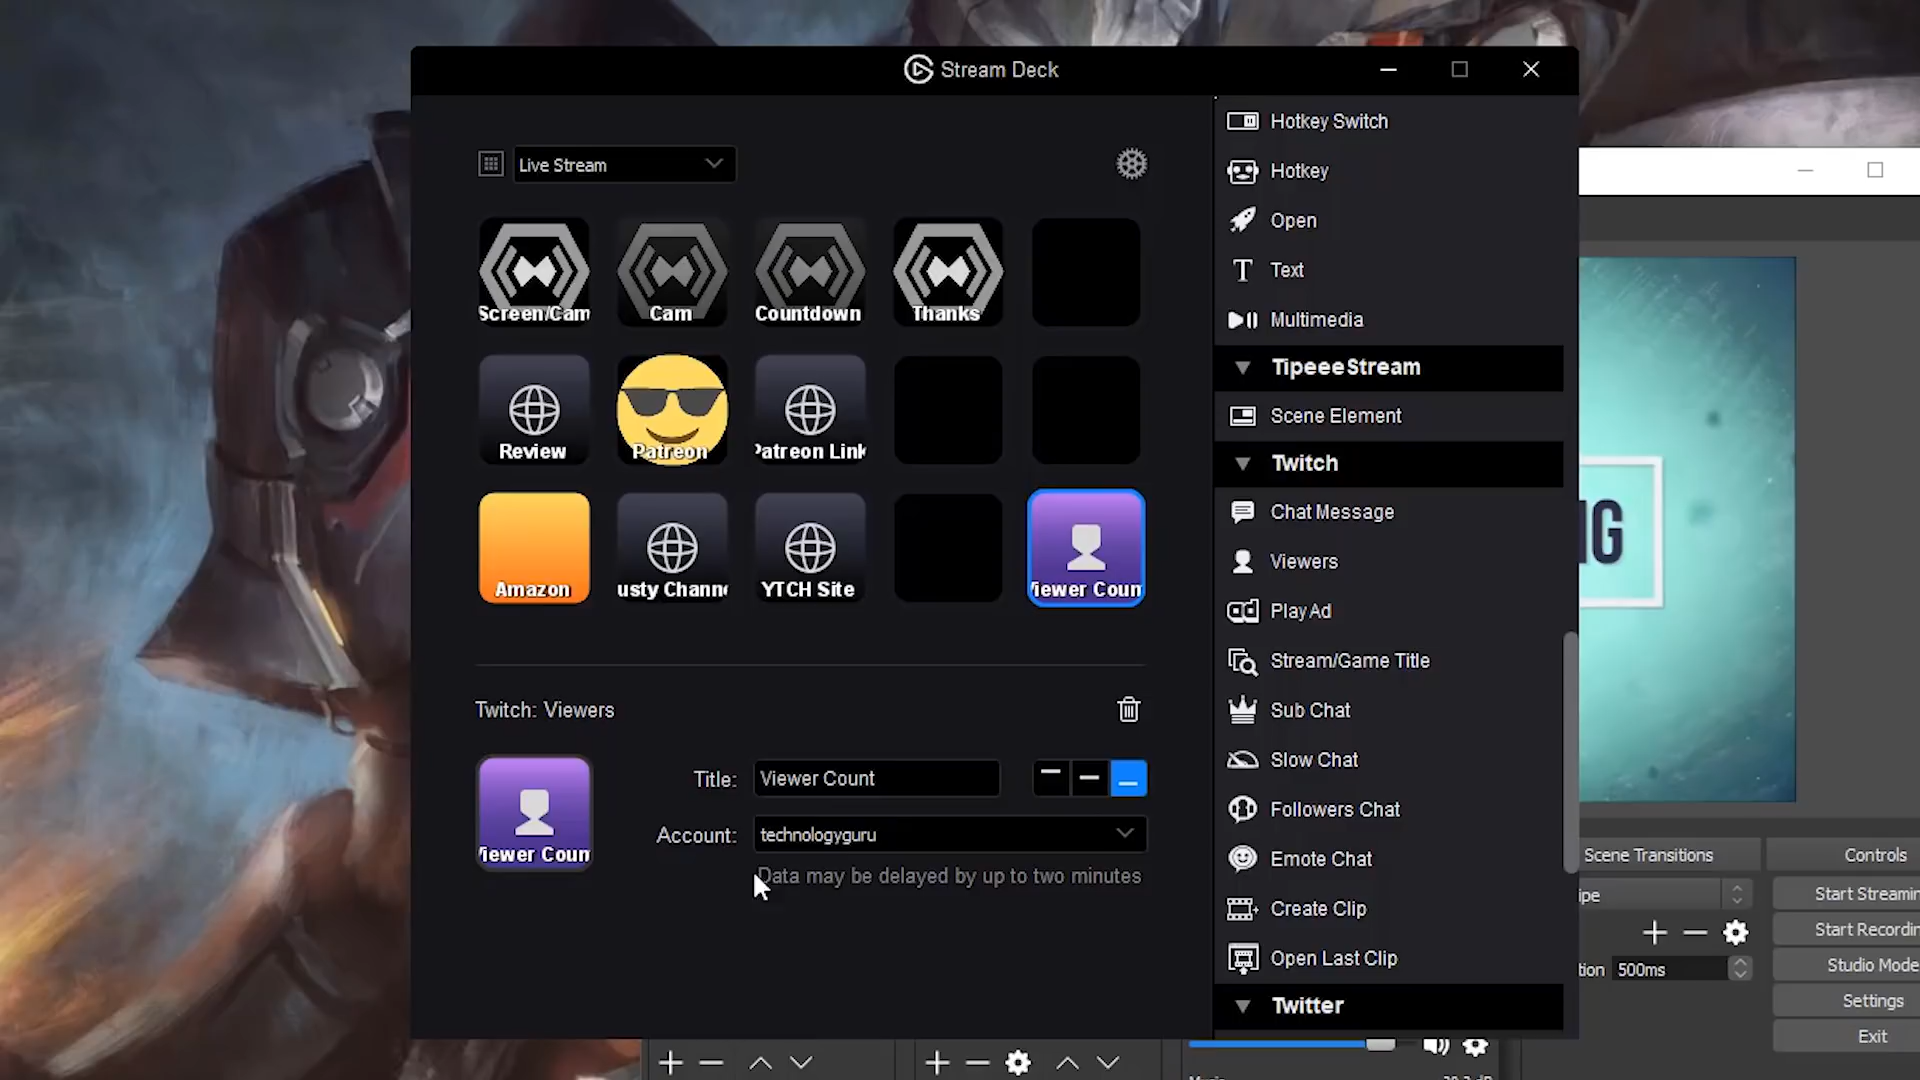 Stream Deck
Live Stream
Screen/Cam
Cam
Countdown
Thanks
Review
Patreon
Patreon Link
Amazon
usty Channe
YTCH Site
iewer Coun
Twitch: Viewers
iewer Coun
Title:
Viewer Count
Account:
technologyguru
Data may be delayed by up to two minutes
Hotkey Switch
Hotkey
Open
Text
Multimedia
TipeeeStream
Scene Element
Twitch
Chat Message
Viewers
Play Ad
Stream/Game Title
Sub Chat
Slow Chat
Followers Chat
Emote Chat
Create Clip
Open Last Clip
Twitter
NG
Scene Transitions
Controls
ipe
Start Streamin
Start Recordin
tion
500ms
Studio Mode
Settings
Exit